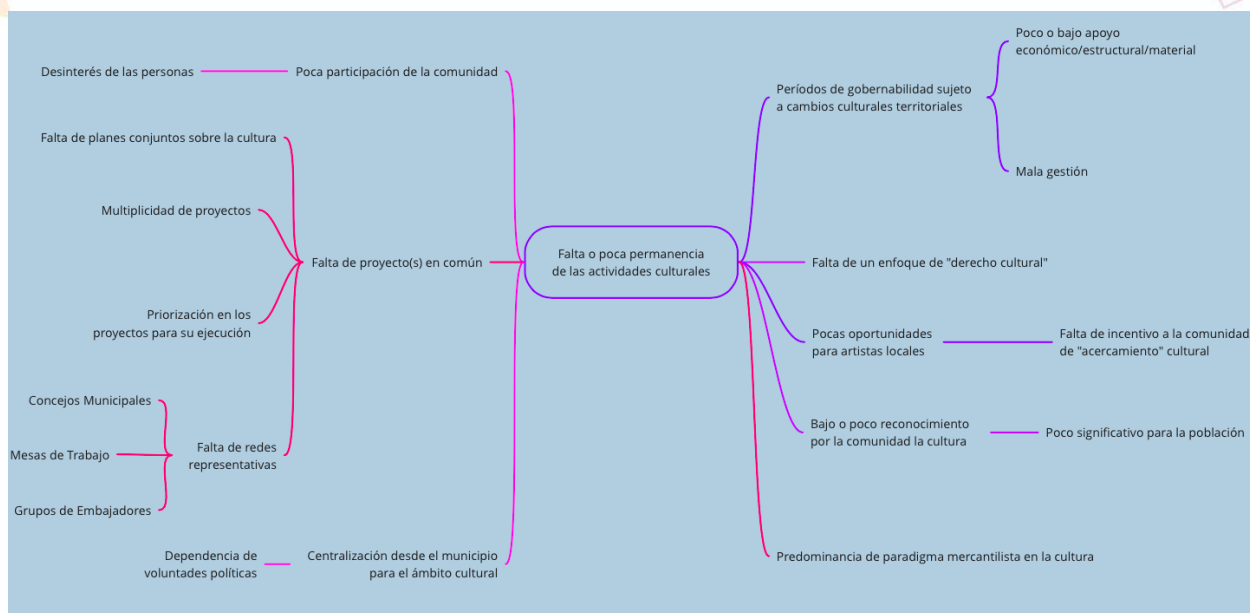 Desinterés de las personas
Poca participación de la comunidad
Falta de planes conjuntos sobre la cultura
Multiplicidad de proyectos
Falta de proyecto(s) en común
Priorización en los
proyectos para su ejecución
Concejos Municipales
Mesas de Trabajo
Grupos de Embajadores
Falta de redes
representativas
Dependencia de
voluntades políticas
Centralización desde el municipio
para el ámbito cultural
Falta o poca permanencia
de las actividades culturales
Períodos de gobernabilidad sujeto
a cambios culturales territoriales
Poco o bajo apoyo
económico/estructural/material
Mala gestión
Falta de un enfoque de "derecho cultural"
Pocas oportunidades
para artistas locales
Falta de incentivo a la comunidad
de "acercamiento" cultural
Bajo o poco reconocimiento
por la comunidad la cultura
Poco significativo para la población
Predominancia de paradigma mercantilista en la cultura